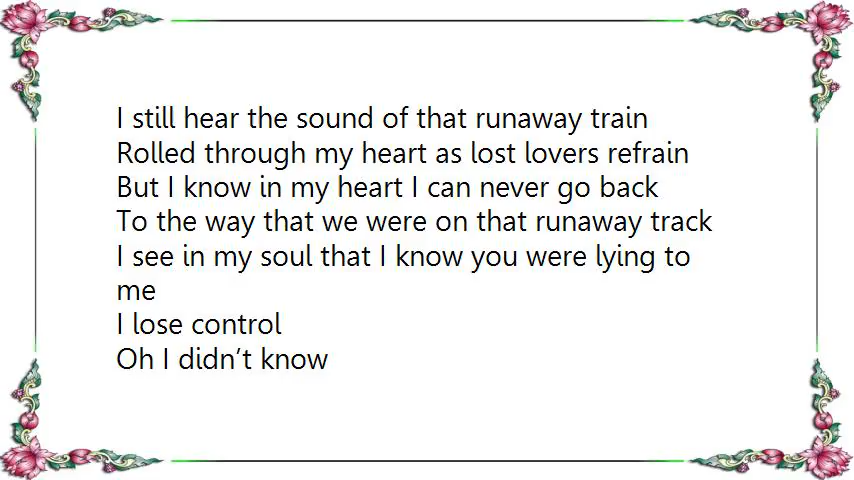 I still hear the sound of that runaway train
Rolled through my heart as lost lovers refrain
But I know in my heart I can never go back
To the way that we were on that runaway track
I see in my soul that I know you were lying to
me
I lose control
Oh I didn’t know